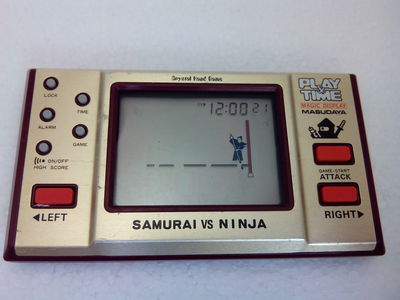 Crystal Hand Game
LOCK
TIME
ALARM
GAME
ON/OFF
HIGH SCORE
◄LEFT
12:00 21
SAMURAI VS NINJA
PLAY
TIME
MAGIC DISPLAY
MASUDAYA
GAME-START
ATTACK
RIGHT►